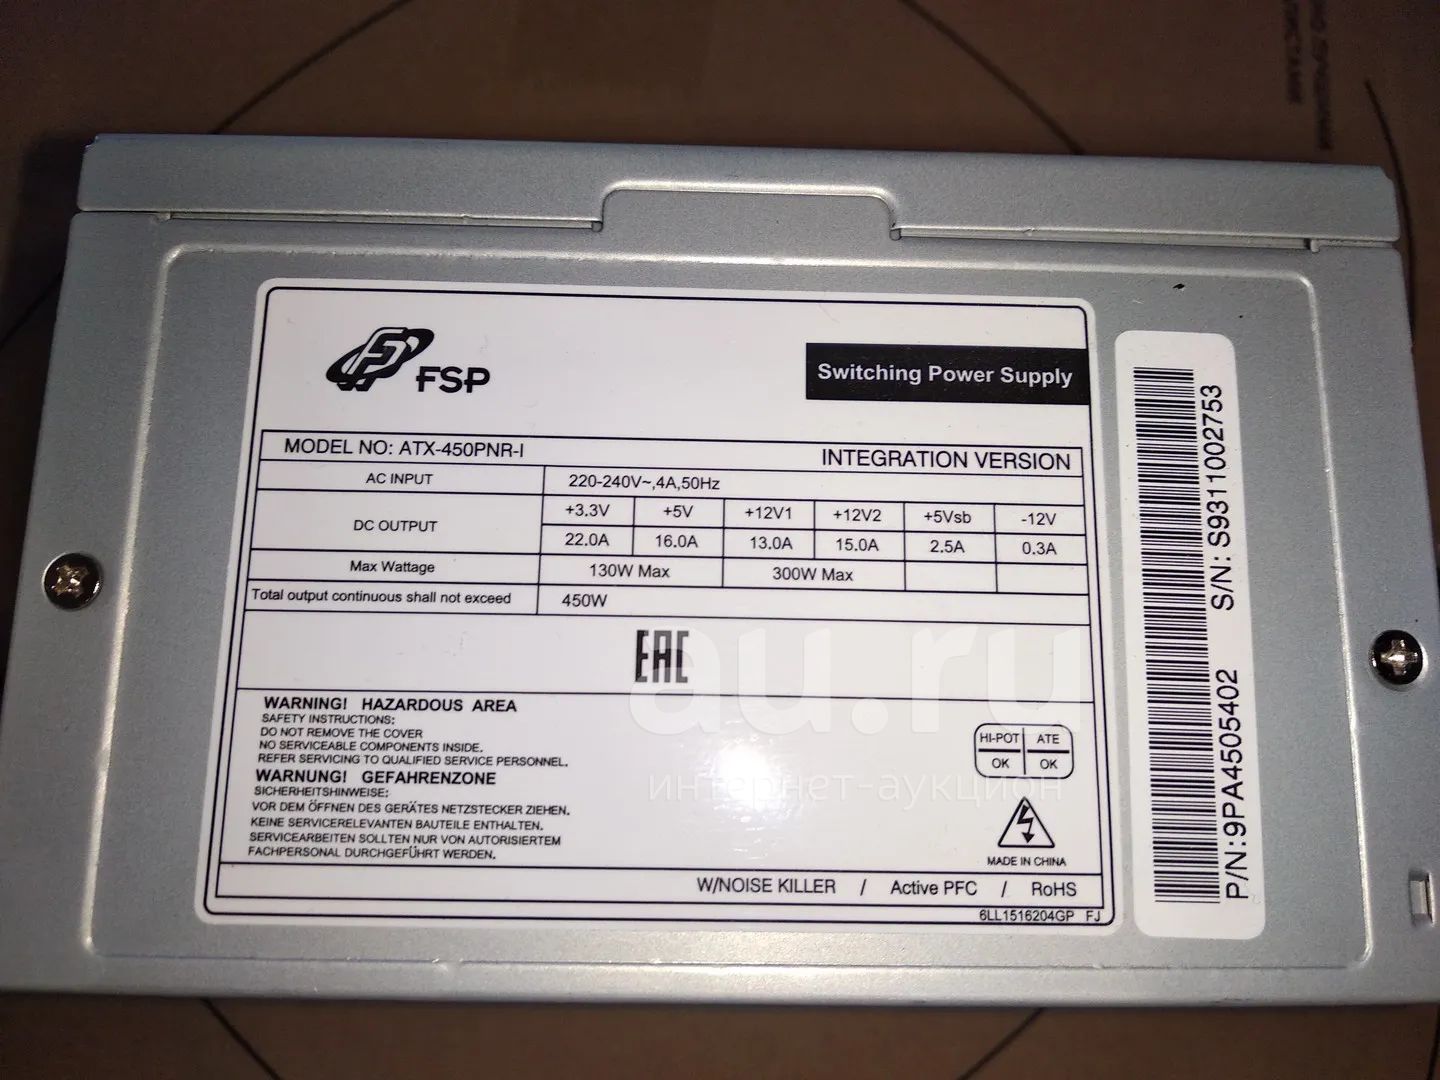 FSP
Switching Power Supply
MODEL NO: ATX-450PNR-I
INTEGRATION VERSION
AC INPUT 220-240V~,4A,50Hz
DC OUTPUT +3.3V +5V +12V1 +12V2 +5Vsb -12V
22.0A 16.0A 13.0A 15.0A 2.5A 0.3A
Max Wattage 130W Max 300W Max
Total output continuous shall not exceed 450W
EAC
au.ru
интернет-аукцион
WARNING! HAZARDOUS AREA
SAFETY INSTRUCTIONS:
DO NOT REMOVE THE COVER
NO SERVICEABLE COMPONENTS INSIDE.
REFER SERVICING TO QUALIFIED SERVICE PERSONNEL.
WARNUNG! GEFAHRENZONE
SICHERHEITSHINWEISE:
VOR DEM ÖFFNEN DES GERÄTES NETZSTECKER ZIEHEN.
KEINE SERVICERELEVANTEN BAUTEILE ENTHALTEN.
SERVICEARBEITEN SOLLTEN NUR VON AUTORISIERTEM
FACHPERSONAL DURCHGEFÜHRT WERDEN.
HI-POT ATE
OK OK
MADE IN CHINA
W/NOISE KILLER / Active PFC / RoHS
6LL1516204GP FJ
P/N:9PA4505402 S/N: S9311002753